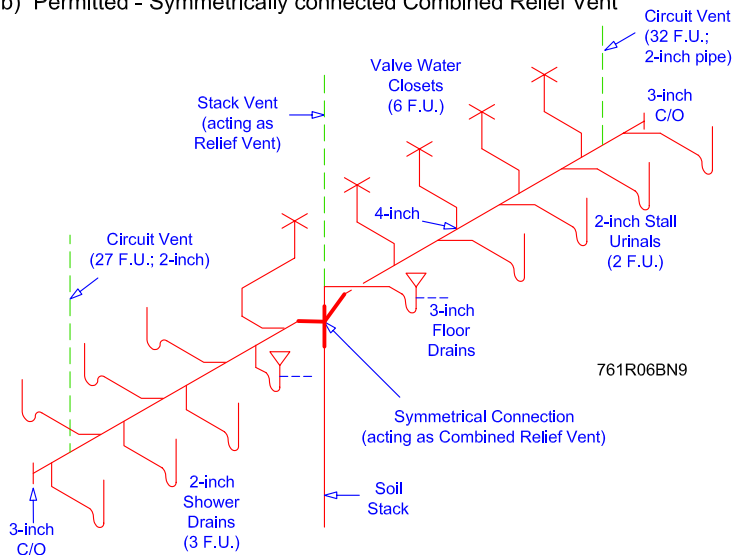 b) Permitted - Symmetrically connected Combined Relief Vent
Circuit Vent
(32 F.U.;
2-inch pipe)
Valve Water
Closets
(6 F.U.)
Stack Vent
(acting as
Relief Vent)
3-inch
C/O
4-inch
2-inch Stall
Urinals
(2 F.U.)
Circuit Vent
(27 F.U.; 2-inch)
3-inch
Floor
Drains
761R06BN9
Symmetrical Connection
(acting as Combined Relief Vent)
2-inch
Shower
Drains
(3 F.U.)
Soil
Stack
3-inch
C/O